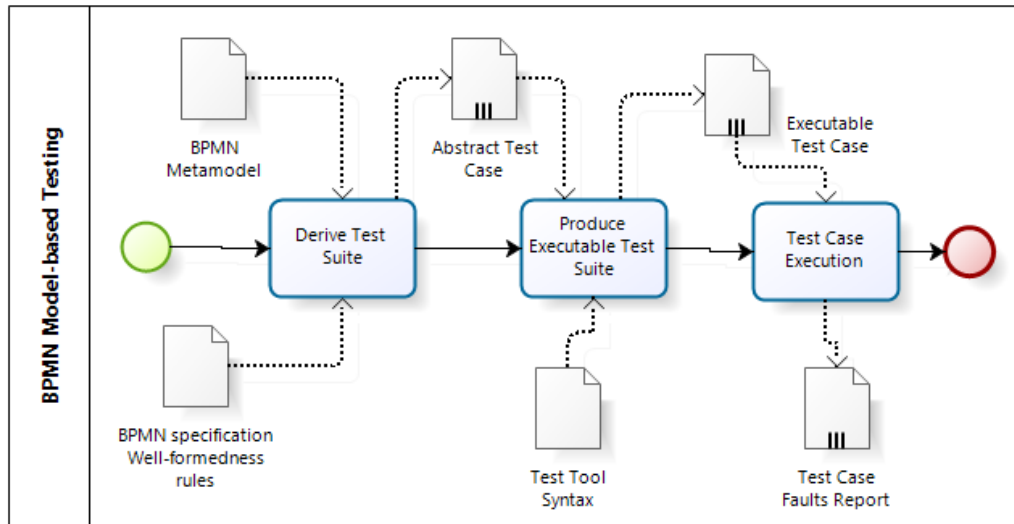 BPMN Model-based Testing
BPMN
Metamodel
Abstract Test
Case
Executable
Test Case
Derive Test
Suite
Produce
Executable Test
Suite
Test Case
Execution
BPMN specification
Well-formedness
rules
Test Tool
Syntax
Test Case
Faults Report